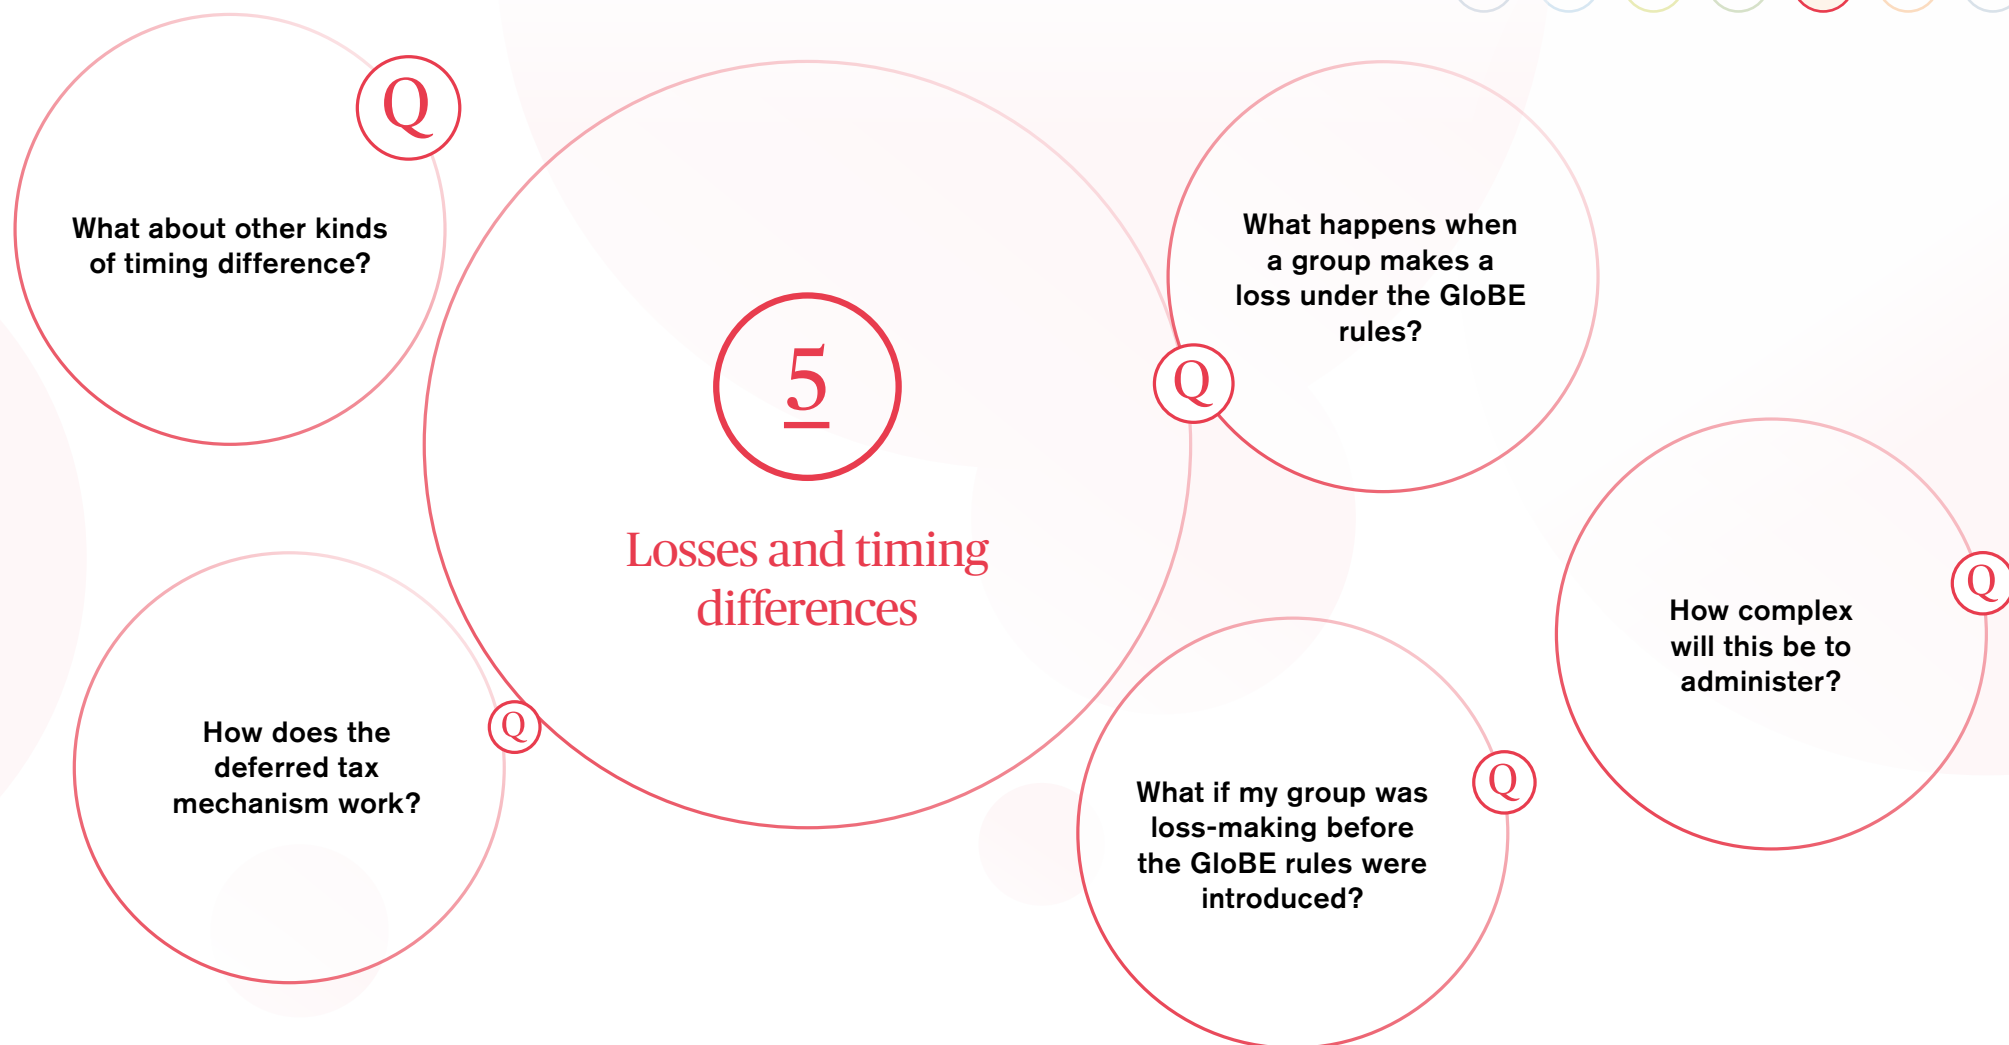 Q
What about other kinds
of timing difference?
5
Losses and timing
differences
Q
What happens when
a group makes a
loss under the GloBE
rules?
Q
How does the
deferred tax
mechanism work?
Q
What if my group was
loss-making before
the GloBE rules were
introduced?
Q
How complex
will this be to
administer?